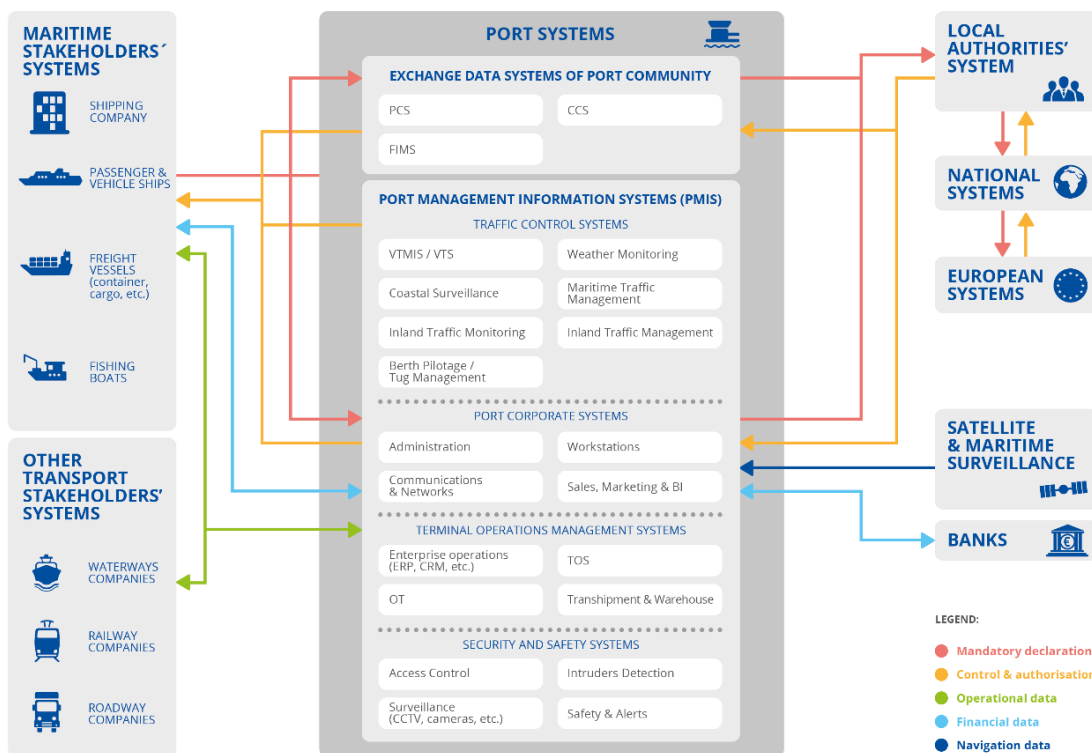 MARITIME
STAKEHOLDERS´
SYSTEMS
SHIPPING
COMPANY
PASSENGER &
VEHICLE SHIPS
FREIGHT
VESSELS
(container,
cargo, etc.)
FISHING
BOATS
OTHER
TRANSPORT
STAKEHOLDERS’
SYSTEMS
WATERWAYS
COMPANIES
RAILWAY
COMPANIES
ROADWAY
COMPANIES
PORT SYSTEMS
EXCHANGE DATA SYSTEMS OF PORT COMMUNITY
PCS
CCS
FIMS
PORT MANAGEMENT INFORMATION SYSTEMS (PMIS)
TRAFFIC CONTROL SYSTEMS
VTMIS / VTS
Weather Monitoring
Coastal Surveillance
Maritime Traffic
Management
Inland Traffic Monitoring
Inland Traffic Management
Berth Pilotage /
Tug Management
PORT CORPORATE SYSTEMS
Administration
Workstations
Communications
& Networks
Sales, Marketing & BI
TERMINAL OPERATIONS MANAGEMENT SYSTEMS
Enterprise operations
(ERP, CRM, etc.)
TOS
OT
Transhipment & Warehouse
SECURITY AND SAFETY SYSTEMS
Access Control
Intruders Detection
Surveillance
(CCTV, cameras, etc.)
Safety & Alerts
LOCAL
AUTHORITIES’
SYSTEM
NATIONAL
SYSTEMS
EUROPEAN
SYSTEMS
SATELLITE
& MARITIME
SURVEILLANCE
BANKS
LEGEND:
Mandatory declaration
Control & authorisation
Operational data
Financial data
Navigation data